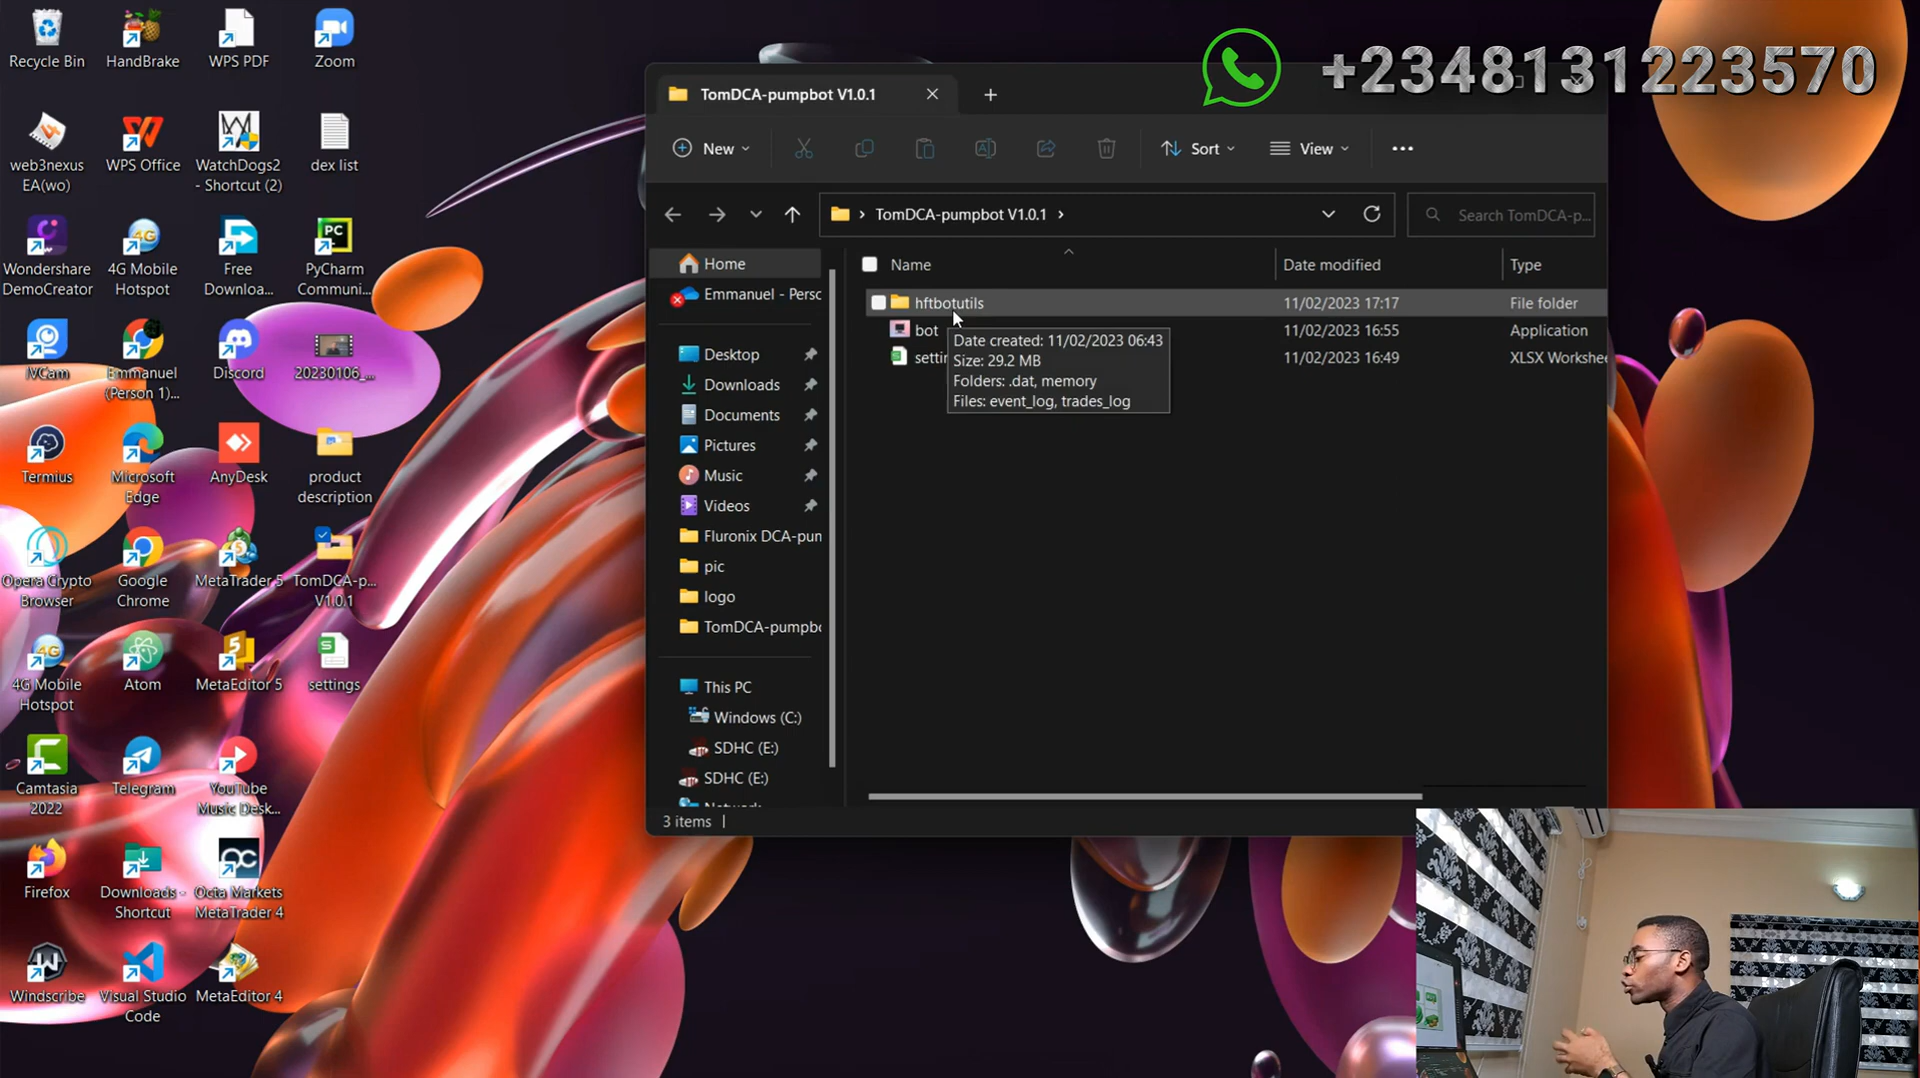 +2348131223570
Recycle Bin
HandBrake
WPS PDF
Zoom
web3nexus
EA(wo)
WPS Office
WatchDogs2
- Shortcut (2)
dex list
Wondershare
DemoCreator
4G Mobile
Hotspot
Free
Downloa...
PyCharm
Communi...
iVCam
Emmanuel
(Person 1)...
Discord
20230106_...
Termius
Microsoft
Edge
AnyDesk
product
description
Opera Crypto
Browser
Google
Chrome
MetaTrader 5
TomDCA-p...
V1.0.1
4G Mobile
Hotspot
Atom
MetaEditor 5
settings
Camtasia
2022
Telegram
YouTube
Music Desk...
Firefox
Downloads -
Shortcut
Octa Markets
MetaTrader 4
Windscribe
Visual Studio
Code
MetaEditor 4
TomDCA-pumpbot V1.0.1
New
Sort
View
TomDCA-pumpbot V1.0.1
Search TomDCA-p...
Home
Emmanuel - Persc
Desktop
Downloads
Documents
Pictures
Music
Videos
Fluronix DCA-pun
pic
logo
TomDCA-pumpbo
This PC
Windows (C:)
SDHC (E:)
SDHC (E:)
Name
Date modified
Type
hftbotutils
11/02/2023 17:17
File folder
bot
11/02/2023 16:55
Application
settin
11/02/2023 16:49
XLSX Workshee
Date created: 11/02/2023 06:43
Size: 29.2 MB
Folders: .dat, memory
Files: event_log, trades_log
3 items